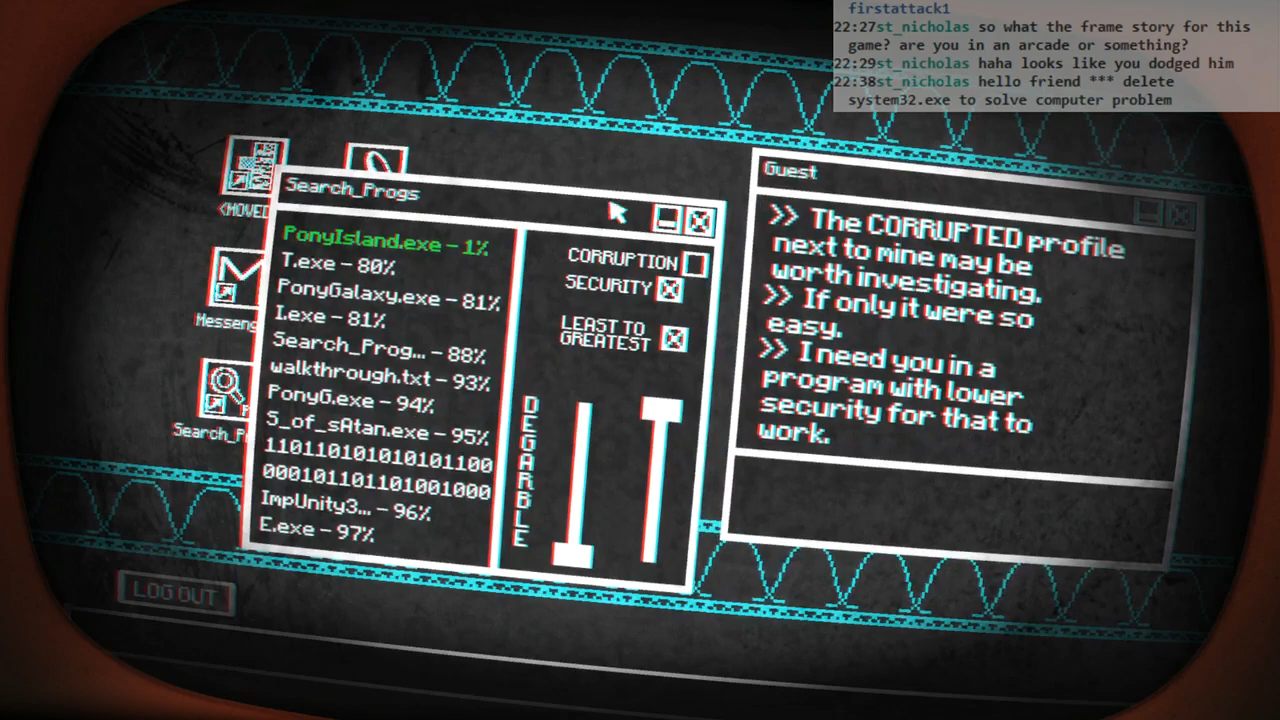 firstattack1
22:27st_nicholas so what the frame story for this
game? are you in an arcade or something?
22:29st_nicholas haha looks like you dodged him
22:38st_nicholas hello friend *** delete
system32.exe to solve computer problem
<MOVED
Messeng
Search_P
Search_Progs
PonyIsland.exe – 1%
T.exe – 80%
PonyGalaxy.exe – 81%
I.exe – 81%
Search_Prog... – 88%
walkthrough.txt – 93%
PonyG.exe – 94%
S_of_sAtan.exe – 95%
110110101010101100
000101101101001000
ImpUnity3... – 96%
E.exe – 97%
CORRUPTION
SECURITY
LEAST TO
GREATEST
DEGARBLE
Guest
>> The CORRUPTED profile
next to mine may be
worth investigating.
>> If only it were so
easy.
>> I need you in a
program with lower
security for that to
work.
LOG OUT